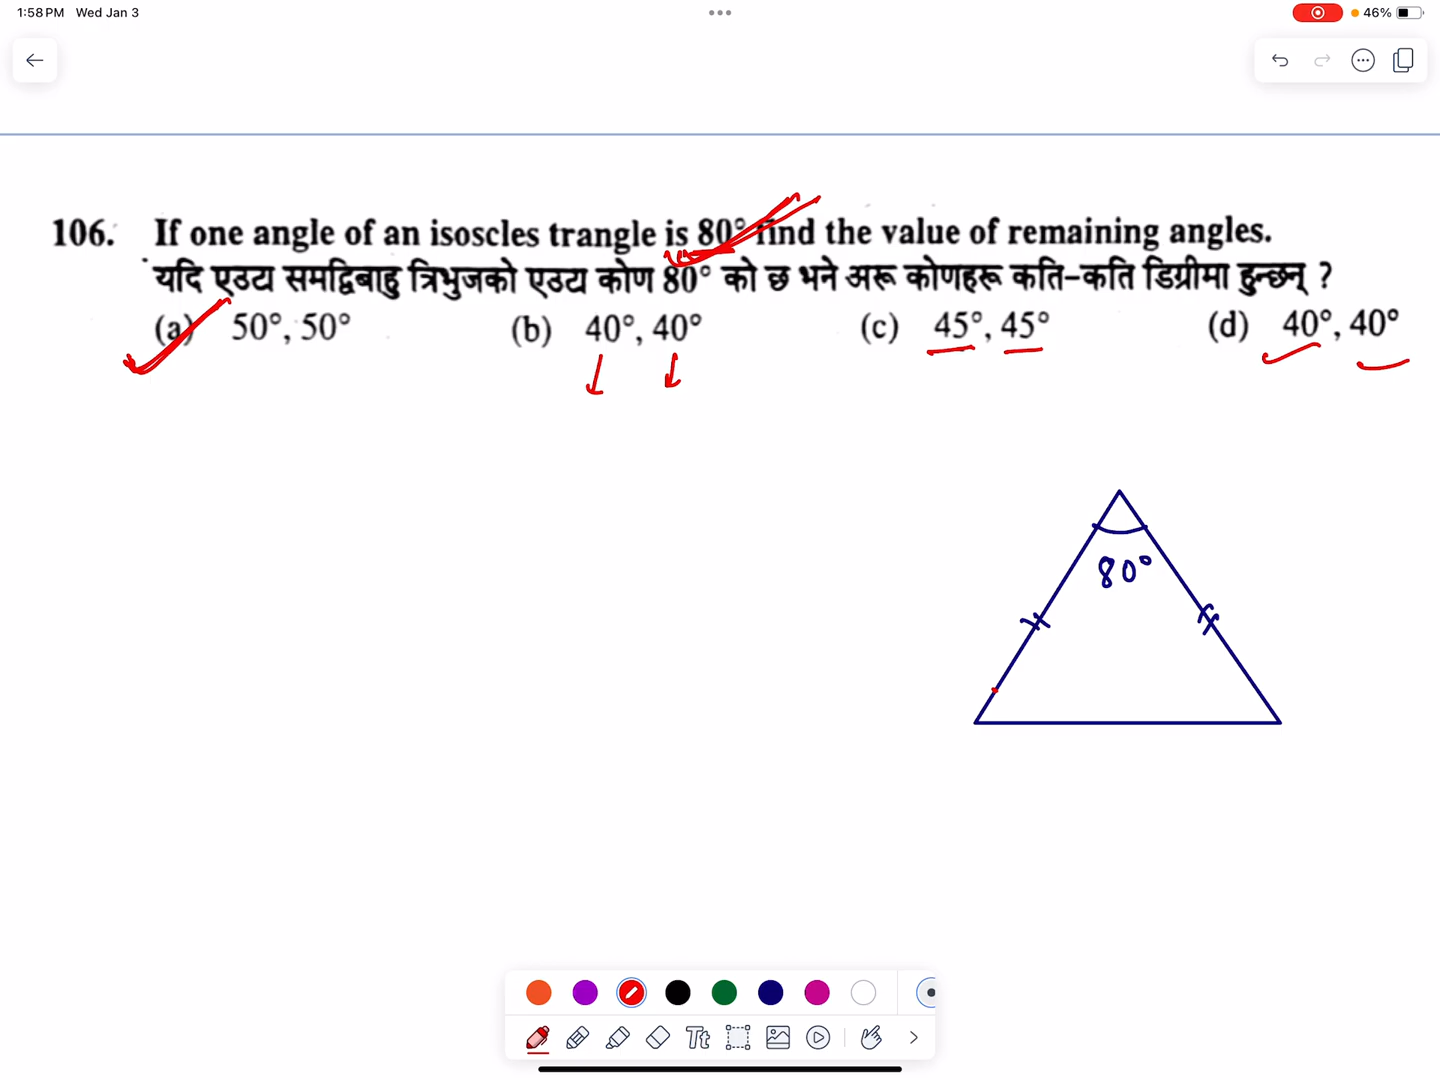 1:58 PM Wed Jan 3
46%
106. If one angle of an isoscles trangle is 80° find the value of remaining angles.
यदि एउटा समद्विबाहु त्रिभुजको एउटा कोण 80° को छ भने अरू कोणहरू कति-कति डिग्रीमा हुन्छन् ?
(a) 50°, 50° (b) 40°, 40° (c) 45°, 45° (d) 40°, 40°
80°
Tt